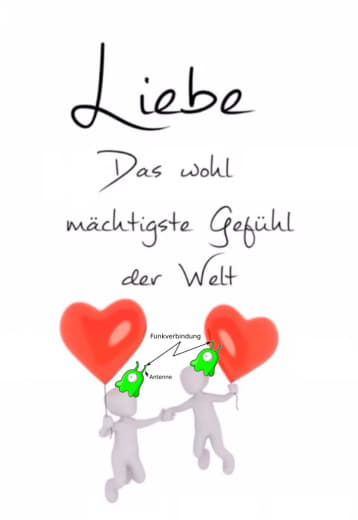 Liebe
Das wohl
mächtigste Gefühl
der Welt
Funkverbindung
Antenne